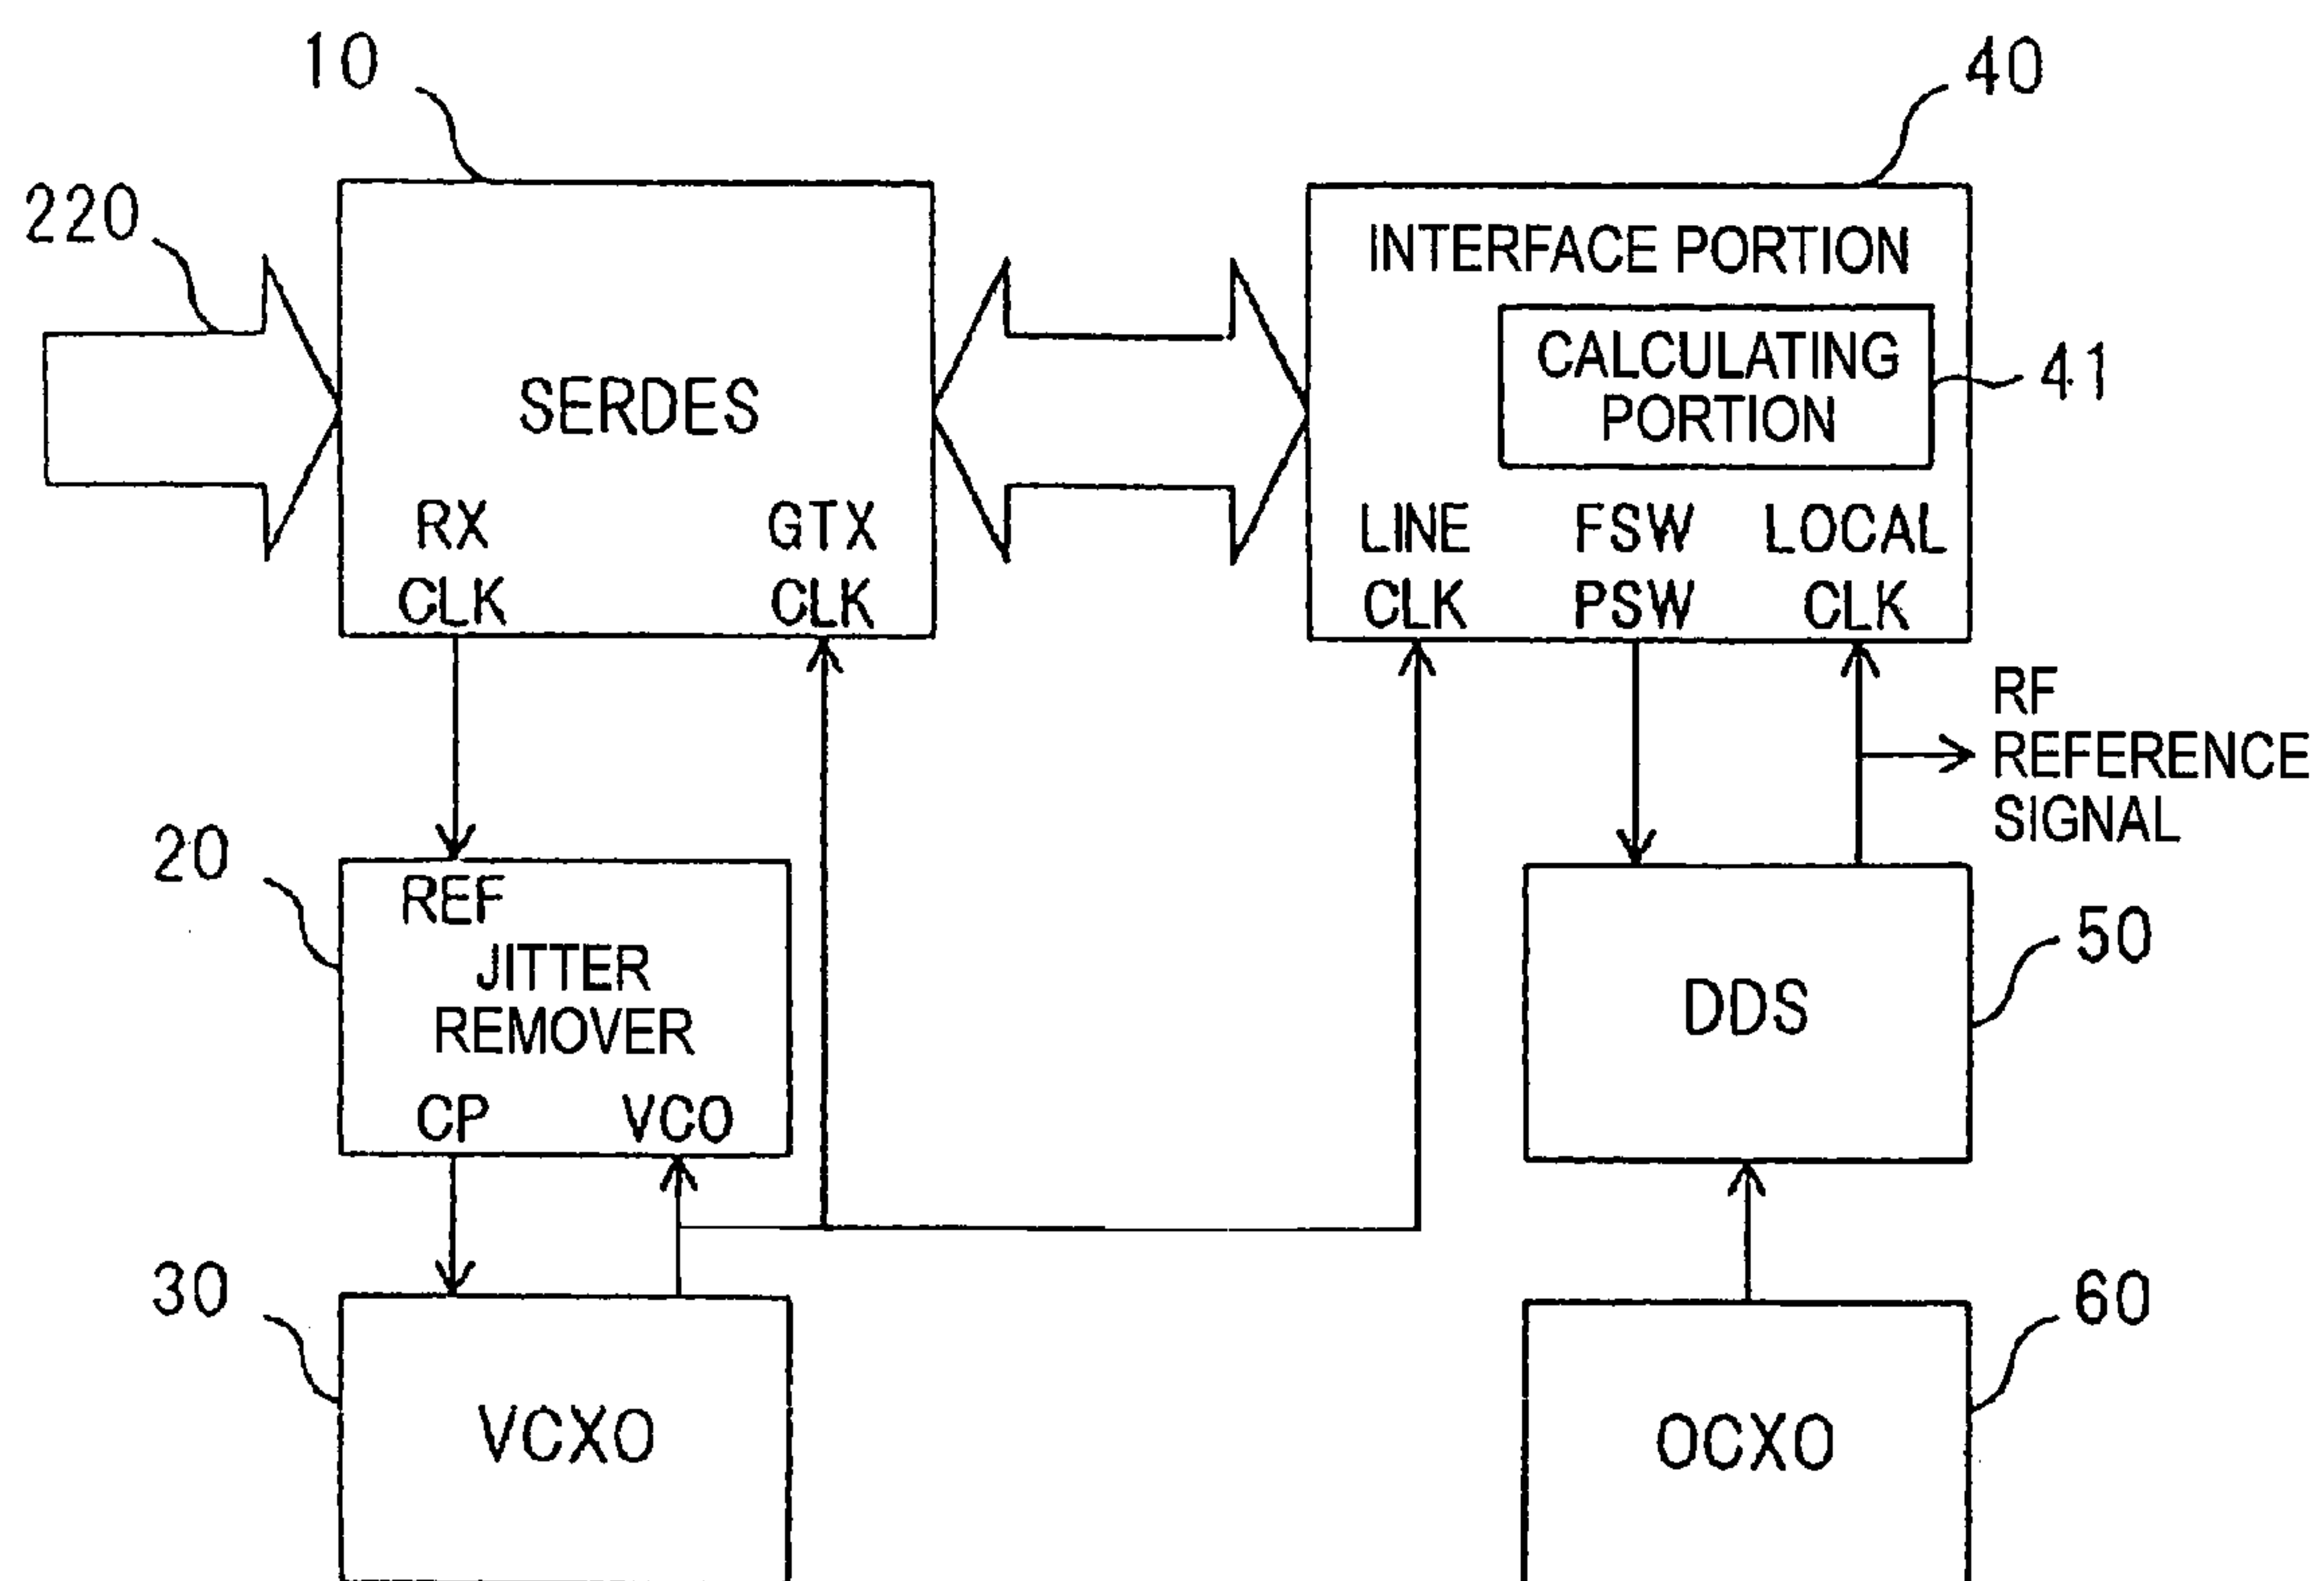 10
40
220
INTERFACE PORTION
CALCULATING
PORTION
41
SERDES
RX
CLK
GTX
CLK
LINE
CLK
FSW
PSW
LOCAL
CLK
RF
REFERENCE
SIGNAL
20
REF
JITTER
REMOVER
CP
VCO
50
DDS
30
VCXO
60
OCXO